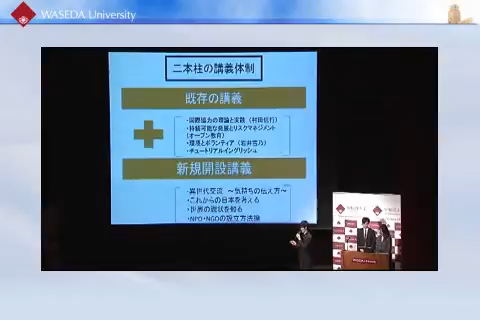 WASEDA University
二本柱の講義体制
既存の講義
・国際協力の理論と実践（村田信行）
・持続可能な発展とリスクマネジメント
（オープン教育）
・環境とボランティア（岩井雪乃）
・チュートリアルイングリッシュ
新規開設講義
・異世代交流 ～気持ちの伝え方～
・これからの日本を考える
・世界の現状を知る
・NPO・NGOの設立方法論